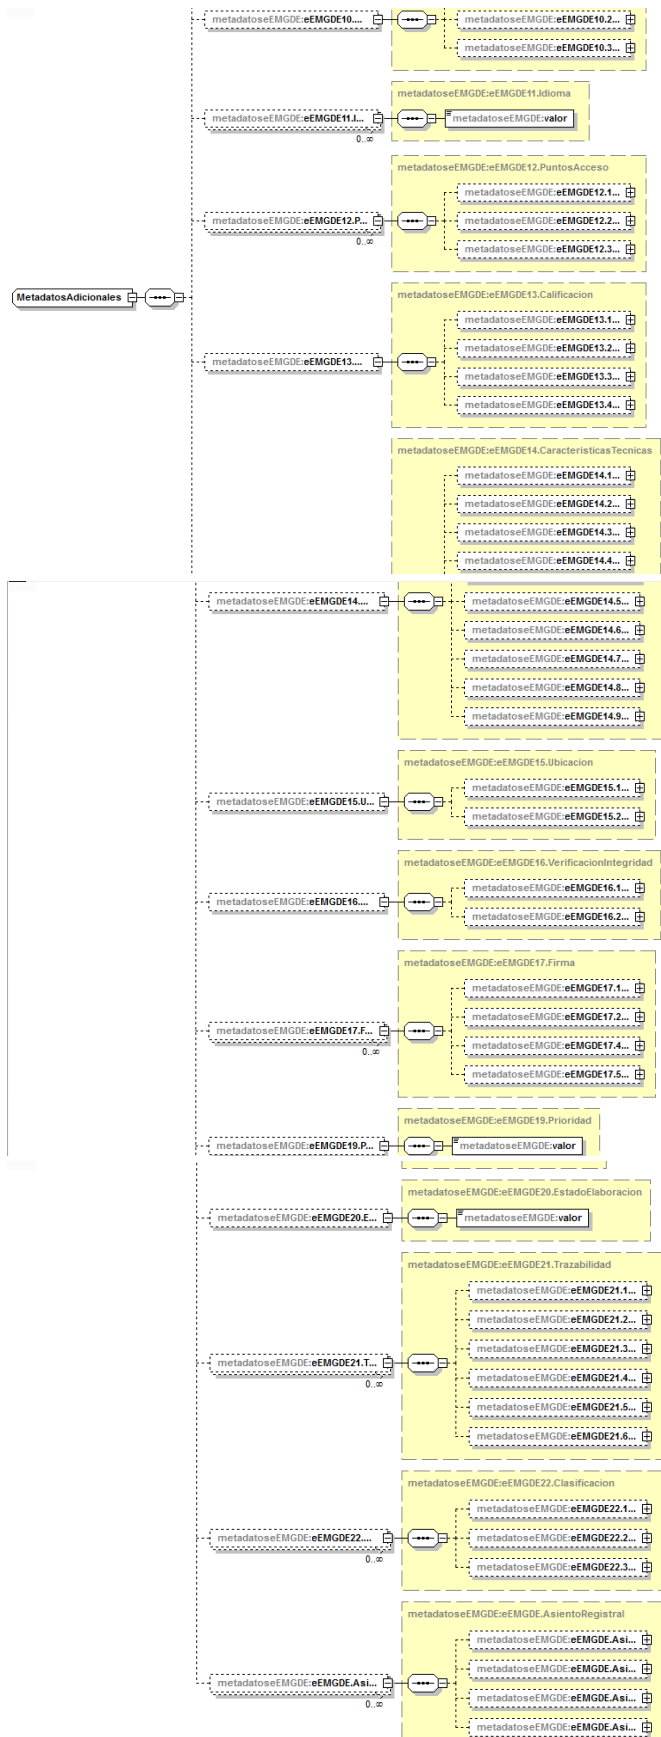 metadatoseEMGDE:eEMGDE10....
metadatoseEMGDE:eEMGDE10.2...
metadatoseEMGDE:eEMGDE10.3...
metadatoseEMGDE:eEMGDE11.Idioma
metadatoseEMGDE:eEMGDE11.I...
metadatoseEMGDE:valor
0..∞
metadatoseEMGDE:eEMGDE12.PuntosAcceso
metadatoseEMGDE:eEMGDE12.1...
metadatoseEMGDE:eEMGDE12.P...
metadatoseEMGDE:eEMGDE12.2...
0..∞
metadatoseEMGDE:eEMGDE12.3...
MetadatosAdicionales
metadatoseEMGDE:eEMGDE13.Calificacion
metadatoseEMGDE:eEMGDE13.1...
metadatoseEMGDE:eEMGDE13.2...
metadatoseEMGDE:eEMGDE13....
metadatoseEMGDE:eEMGDE13.3...
metadatoseEMGDE:eEMGDE13.4...
metadatoseEMGDE:eEMGDE14.CaracteristicasTecnicas
metadatoseEMGDE:eEMGDE14.1...
metadatoseEMGDE:eEMGDE14.2...
metadatoseEMGDE:eEMGDE14.3...
metadatoseEMGDE:eEMGDE14.4...
metadatoseEMGDE:eEMGDE14....
metadatoseEMGDE:eEMGDE14.5...
metadatoseEMGDE:eEMGDE14.6...
metadatoseEMGDE:eEMGDE14.7...
metadatoseEMGDE:eEMGDE14.8...
metadatoseEMGDE:eEMGDE14.9...
metadatoseEMGDE:eEMGDE15.Ubicacion
metadatoseEMGDE:eEMGDE15.1...
metadatoseEMGDE:eEMGDE15.U...
metadatoseEMGDE:eEMGDE15.2...
metadatoseEMGDE:eEMGDE16.VerificacionIntegridad
metadatoseEMGDE:eEMGDE16.1...
metadatoseEMGDE:eEMGDE16....
metadatoseEMGDE:eEMGDE16.2...
metadatoseEMGDE:eEMGDE17.Firma
metadatoseEMGDE:eEMGDE17.1...
metadatoseEMGDE:eEMGDE17.2...
metadatoseEMGDE:eEMGDE17.F...
metadatoseEMGDE:eEMGDE17.4...
0..∞
metadatoseEMGDE:eEMGDE17.5...
metadatoseEMGDE:eEMGDE19.Prioridad
metadatoseEMGDE:eEMGDE19.P...
metadatoseEMGDE:valor
metadatoseEMGDE:eEMGDE20.EstadoElaboracion
metadatoseEMGDE:eEMGDE20.E...
metadatoseEMGDE:valor
metadatoseEMGDE:eEMGDE21.Trazabilidad
metadatoseEMGDE:eEMGDE21.1...
metadatoseEMGDE:eEMGDE21.2...
metadatoseEMGDE:eEMGDE21.3...
metadatoseEMGDE:eEMGDE21.T...
metadatoseEMGDE:eEMGDE21.4...
0..∞
metadatoseEMGDE:eEMGDE21.5...
metadatoseEMGDE:eEMGDE21.6...
metadatoseEMGDE:eEMGDE22.Clasificacion
metadatoseEMGDE:eEMGDE22.1...
metadatoseEMGDE:eEMGDE22....
metadatoseEMGDE:eEMGDE22.2...
0..∞
metadatoseEMGDE:eEMGDE22.3...
metadatoseEMGDE:eEMGDE.AsientoRegistral
metadatoseEMGDE:eEMGDE.Asi...
metadatoseEMGDE:eEMGDE.Asi...
metadatoseEMGDE:eEMGDE.Asi...
metadatoseEMGDE:eEMGDE.Asi...
0..∞
metadatoseEMGDE:eEMGDE.Asi...